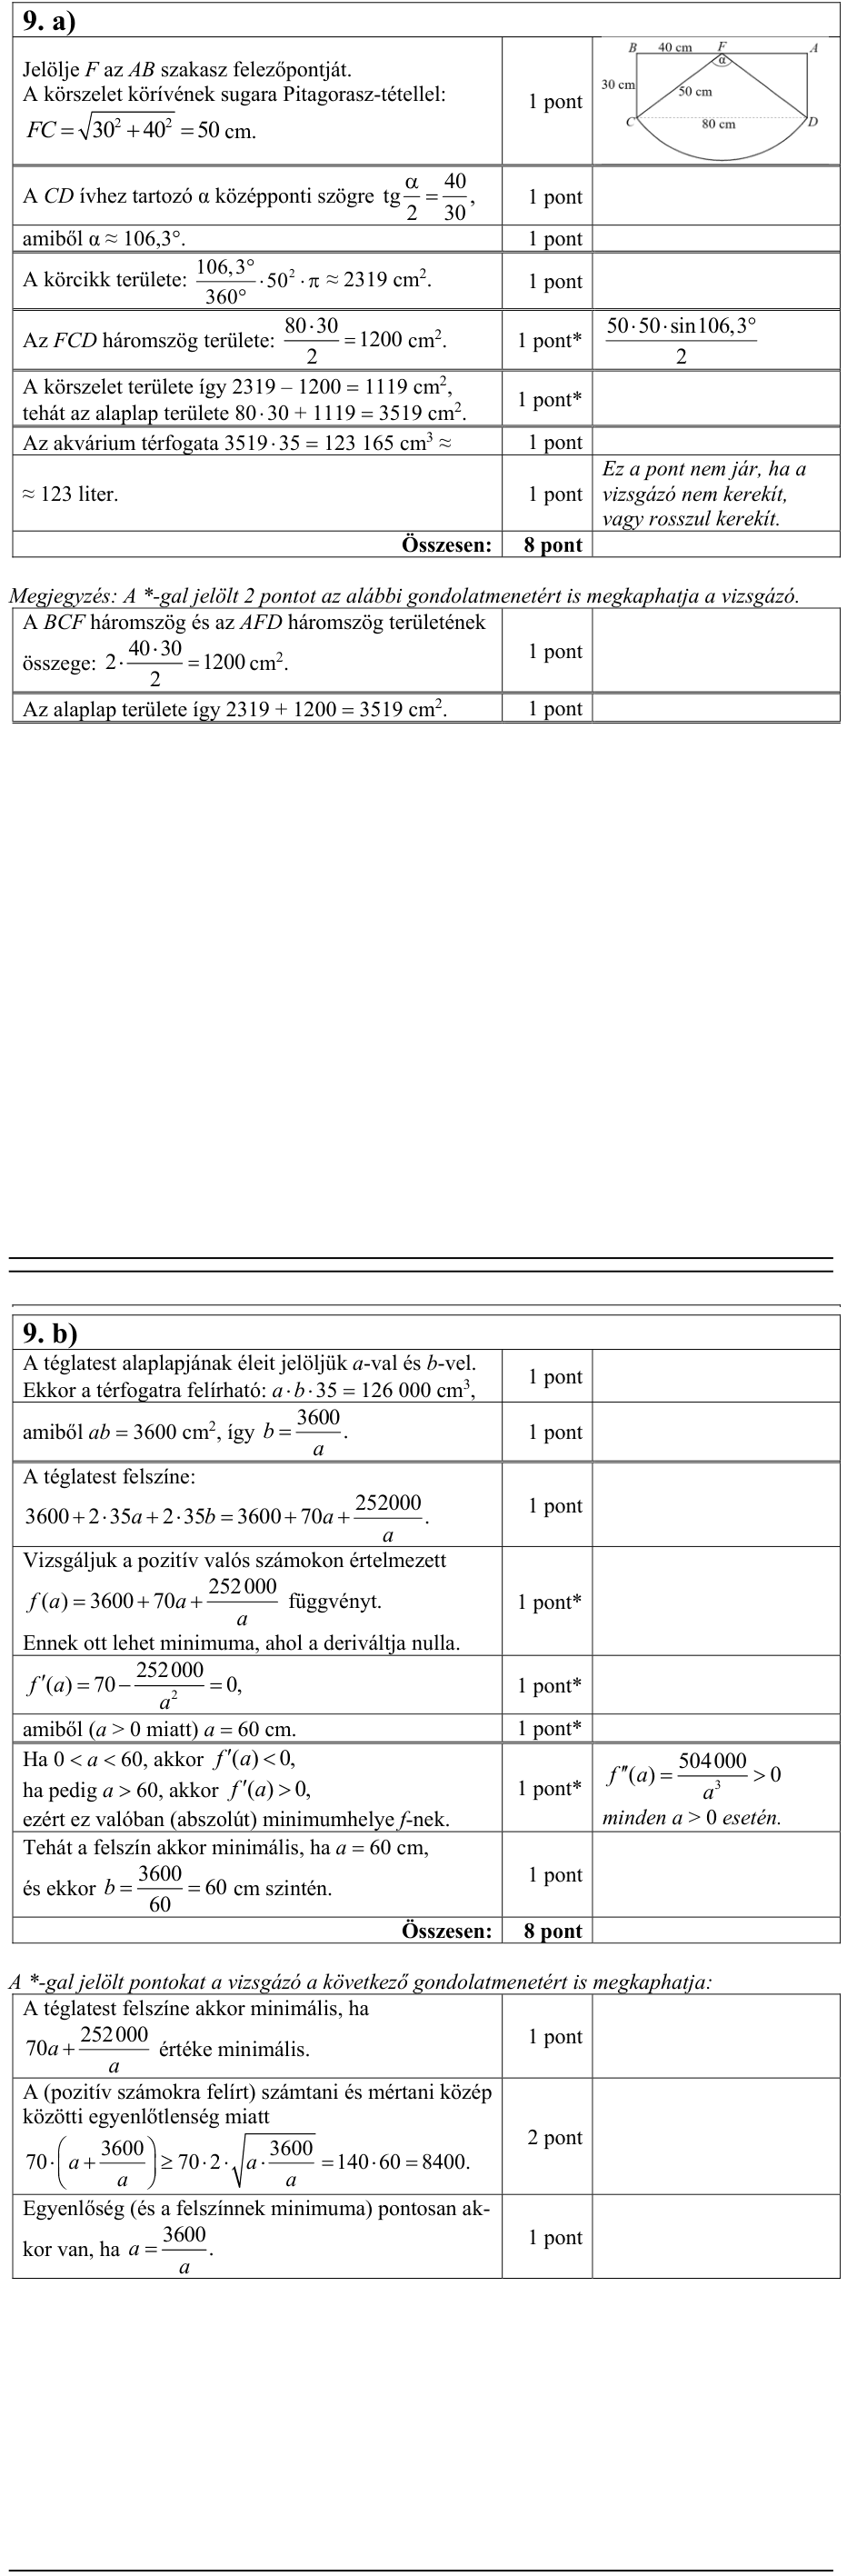 9. a)
Jelölje F az AB szakasz felezőpontját.
A körszelet körívének sugara Pitagorasz-tétellel:
FC = √(30² + 40²) = 50 cm.
1 pont
B 40 cm F A
α
30 cm
50 cm
C 80 cm D
A CD ívhez tartozó α középponti szögre tg α/2 = 40/30,
1 pont
amiből α ≈ 106,3°.
1 pont
A körcikk területe: 106,3°/360° · 50² · π ≈ 2319 cm².
1 pont
Az FCD háromszög területe: 80·30/2 = 1200 cm².
1 pont*
50·50·sin106,3°/2
A körszelet területe így 2319 – 1200 = 1119 cm²,
tehát az alaplap területe 80·30 + 1119 = 3519 cm².
1 pont*
Az akvárium térfogata 3519·35 = 123 165 cm³ ≈
1 pont
≈ 123 liter.
1 pont
Ez a pont nem jár, ha a
vizsgázó nem kerekít,
vagy rosszul kerekít.
Összesen: 8 pont
Megjegyzés: A *-gal jelölt 2 pontot az alábbi gondolatmenetért is megkaphatja a vizsgázó.
A BCF háromszög és az AFD háromszög területének
összege: 2·40·30/2 = 1200 cm².
1 pont
Az alaplap területe így 2319 + 1200 = 3519 cm².
1 pont
9. b)
A téglatest alaplapjának éleit jelöljük a-val és b-vel.
Ekkor a térfogatra felírható: a·b·35 = 126 000 cm³,
1 pont
amiből ab = 3600 cm², így b = 3600/a.
1 pont
A téglatest felszíne:
3600 + 2·35a + 2·35b = 3600 + 70a + 252000/a.
1 pont
Vizsgáljuk a pozitív valós számokon értelmezett
f(a) = 3600 + 70a + 252 000/a függvényt.
Ennek ott lehet minimuma, ahol a deriváltja nulla.
1 pont*
f′(a) = 70 − 252 000/a² = 0,
1 pont*
amiből (a > 0 miatt) a = 60 cm.
1 pont*
Ha 0 < a < 60, akkor f′(a) < 0,
ha pedig a > 60, akkor f′(a) > 0,
ezért ez valóban (abszolút) minimumhelye f-nek.
1 pont*
f″(a) = 504 000/a³ > 0
minden a > 0 esetén.
Tehát a felszín akkor minimális, ha a = 60 cm,
és ekkor b = 3600/60 = 60 cm szintén.
1 pont
Összesen: 8 pont
A *-gal jelölt pontokat a vizsgázó a következő gondolatmenetért is megkaphatja:
A téglatest felszíne akkor minimális, ha
70a + 252 000/a értéke minimális.
1 pont
A (pozitív számokra felírt) számtani és mértani közép
közötti egyenlőtlenség miatt
70·(a + 3600/a) ≥ 70·2·√(a·3600/a) = 140·60 = 8400.
2 pont
Egyenlőség (és a felszínnek minimuma) pontosan ak-
kor van, ha a = 3600/a.
1 pont